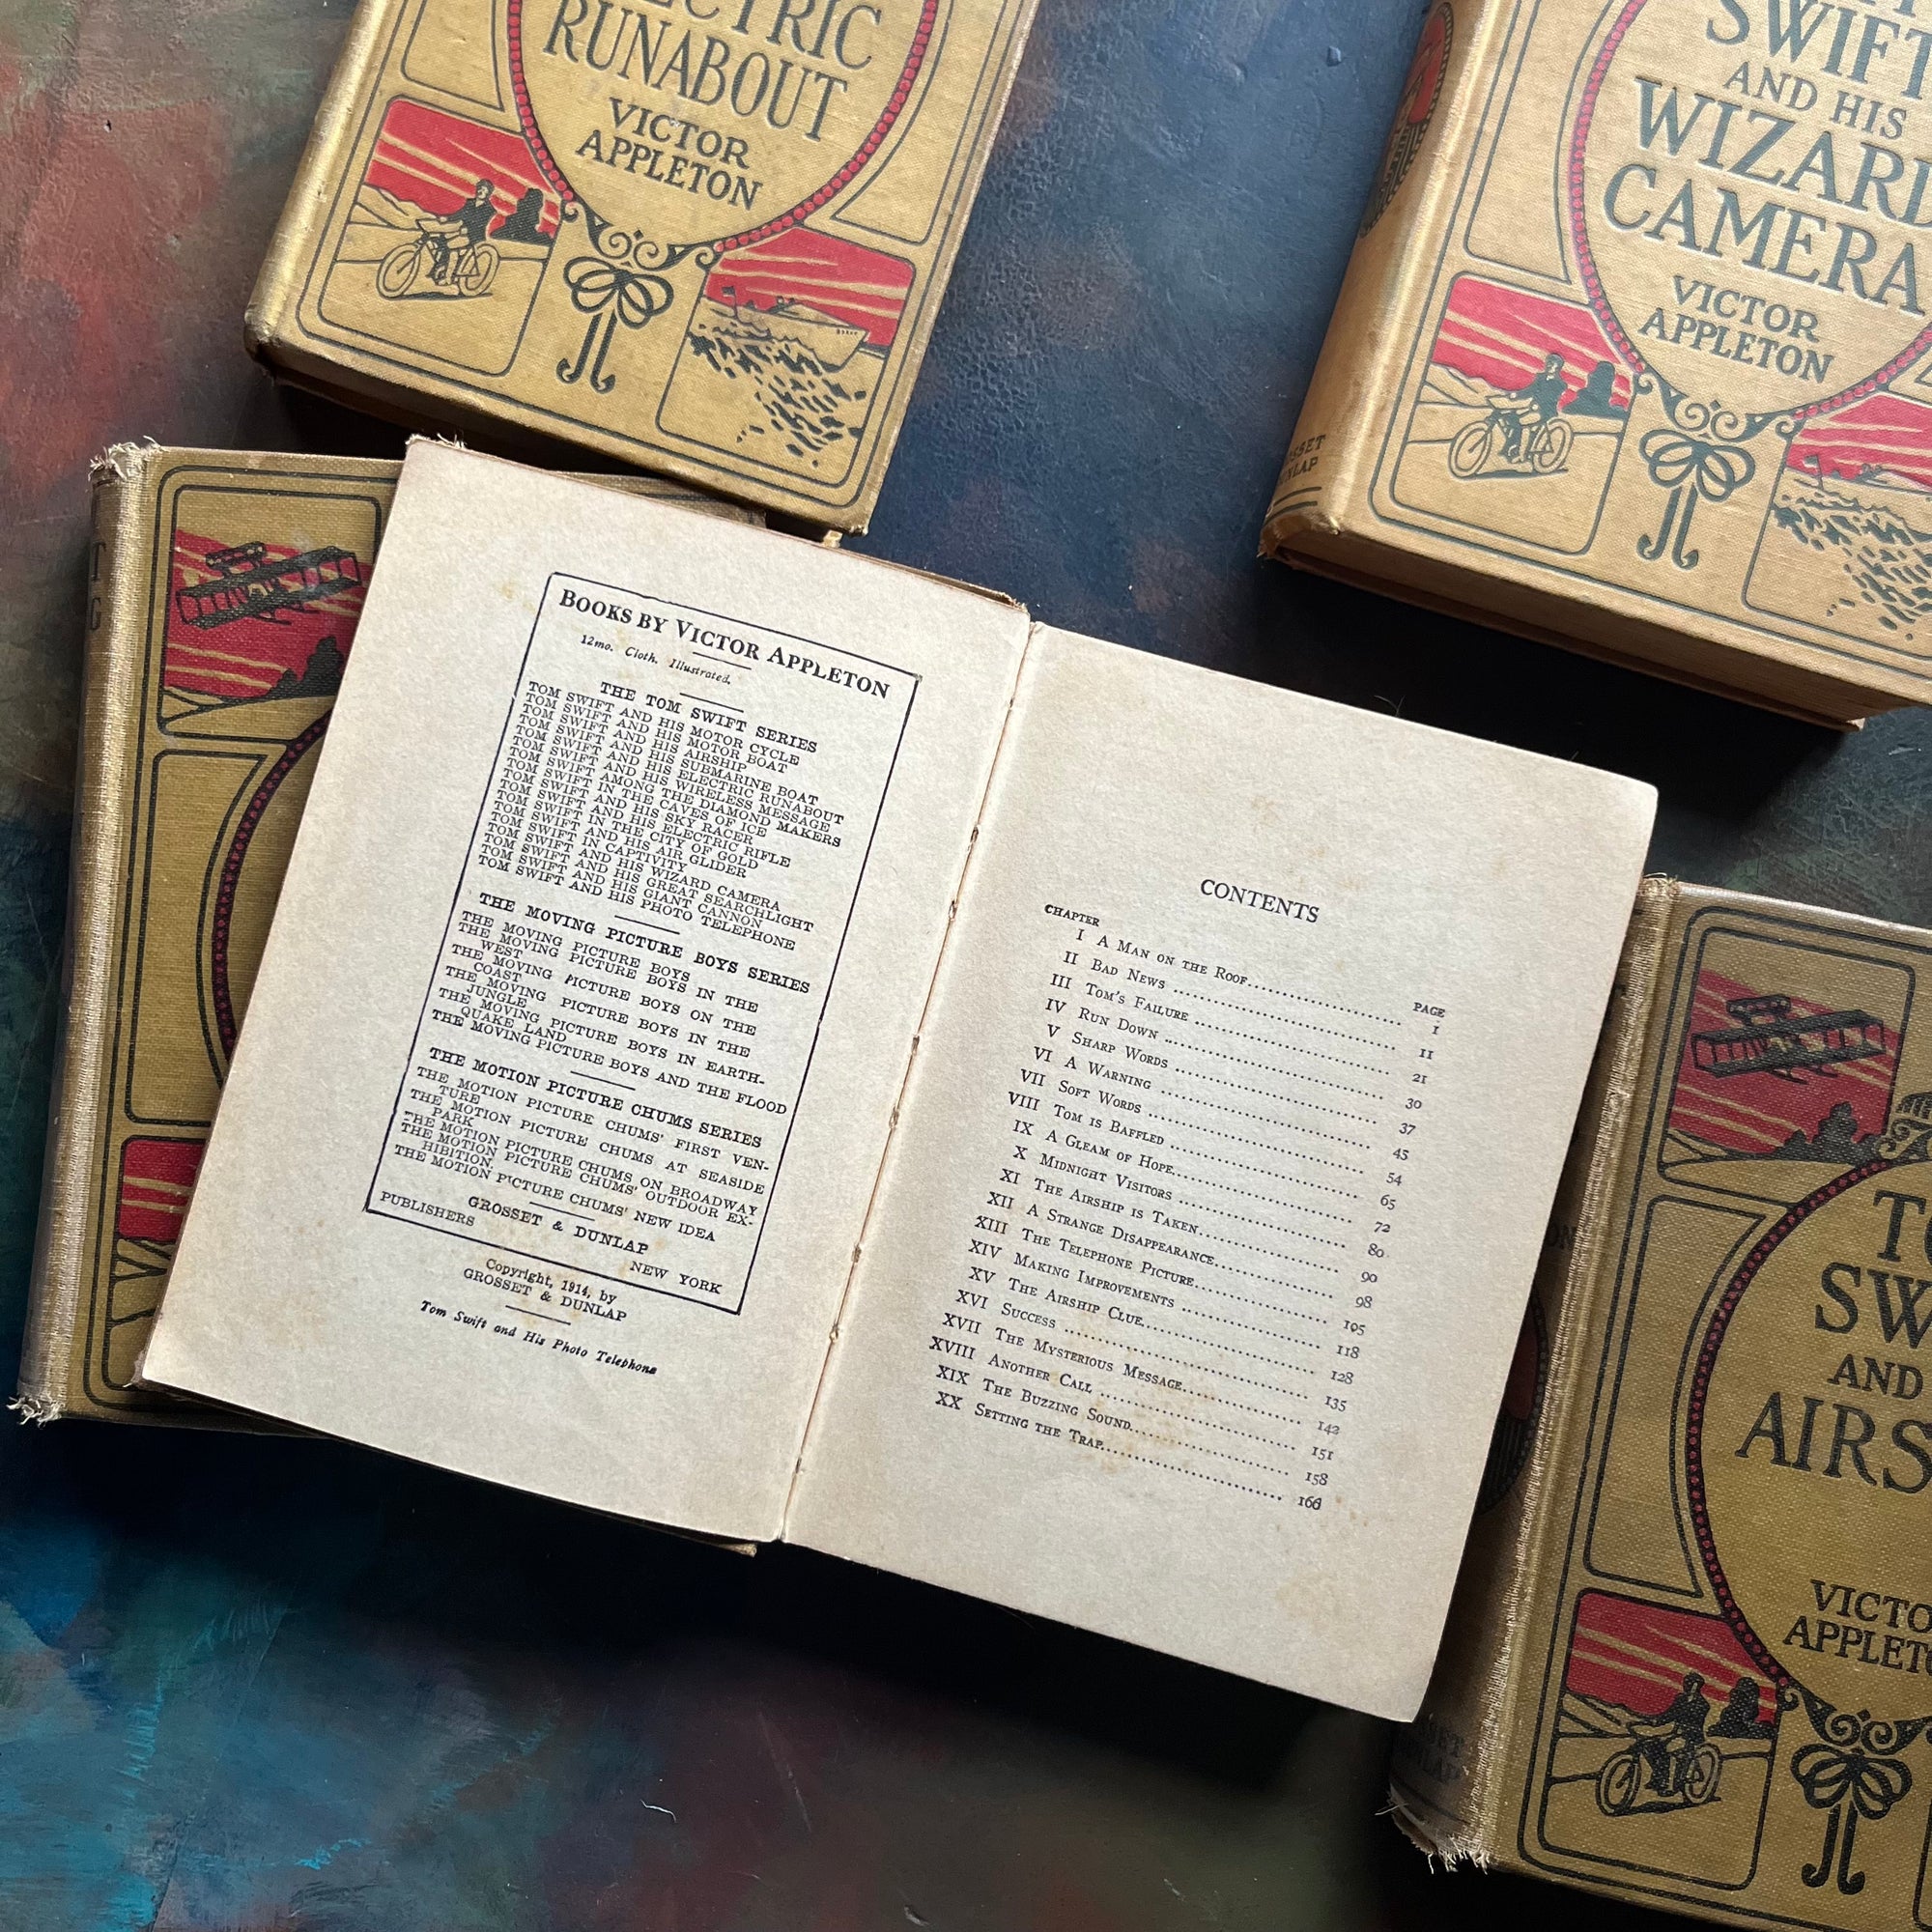 ECTRIC
RUNABOUT
VICTOR
APPLETON
SWIFT
AND HIS
WIZARD
CAMERA
VICTOR
APPLETON
BOOKS BY VICTOR APPLETON
12mo. Cloth. Illustrated.
THE TOM SWIFT SERIES
TOM SWIFT AND HIS MOTOR CYCLE
TOM SWIFT AND HIS MOTOR BOAT
TOM SWIFT AND HIS AIRSHIP
TOM SWIFT AND HIS SUBMARINE BOAT
TOM SWIFT AND HIS ELECTRIC RUNABOUT
TOM SWIFT AND HIS WIRELESS MESSAGE
TOM SWIFT AMONG THE DIAMOND MAKERS
TOM SWIFT IN THE CAVES OF ICE
TOM SWIFT AND HIS SKY RACER
TOM SWIFT AND HIS ELECTRIC RIFLE
TOM SWIFT IN THE CITY OF GOLD
TOM SWIFT AND HIS AIR GLIDER
TOM SWIFT IN CAPTIVITY
TOM SWIFT AND HIS WIZARD CAMERA
TOM SWIFT AND HIS GREAT SEARCHLIGHT
TOM SWIFT AND HIS GIANT CANNON
TOM SWIFT AND HIS PHOTO TELEPHONE
THE MOVING PICTURE BOYS SERIES
THE MOVING PICTURE BOYS
THE MOVING PICTURE BOYS IN THE
WEST
THE MOVING PICTURE BOYS ON THE
COAST
THE MOVING PICTURE BOYS IN THE
JUNGLE
THE MOVING PICTURE BOYS IN EARTH-
QUAKE LAND
THE MOVING PICTURE BOYS AND THE FLOOD
THE MOTION PICTURE CHUMS SERIES
THE MOTION PICTURE CHUMS' FIRST VEN-
TURE
THE MOTION PICTURE CHUMS AT SEASIDE
PARK
THE MOTION PICTURE CHUMS ON BROADWAY
THE MOTION PICTURE CHUMS' OUTDOOR EX-
HIBITION.
THE MOTION PICTURE CHUMS' NEW IDEA
GROSSET & DUNLAP
PUBLISHERS NEW YORK
Copyright, 1914, by
GROSSET & DUNLAP
Tom Swift and His Photo Telephone
CONTENTS
CHAPTER PAGE
I A MAN ON THE ROOF 1
II BAD NEWS 11
III TOM'S FAILURE 21
IV RUN DOWN 30
V SHARP WORDS 37
VI A WARNING 45
VII SOFT WORDS 54
VIII TOM IS BAFFLED 65
IX A GLEAM OF HOPE 72
X MIDNIGHT VISITORS 80
XI THE AIRSHIP IS TAKEN 90
XII A STRANGE DISAPPEARANCE 98
XIII THE TELEPHONE PICTURE 105
XIV MAKING IMPROVEMENTS 118
XV THE AIRSHIP CLUE 128
XVI SUCCESS 135
XVII THE MYSTERIOUS MESSAGE 142
XVIII ANOTHER CALL 151
XIX THE BUZZING SOUND 158
XX SETTING THE TRAP 166
TO
SW
AND
AIRS
VICTO
APPLET